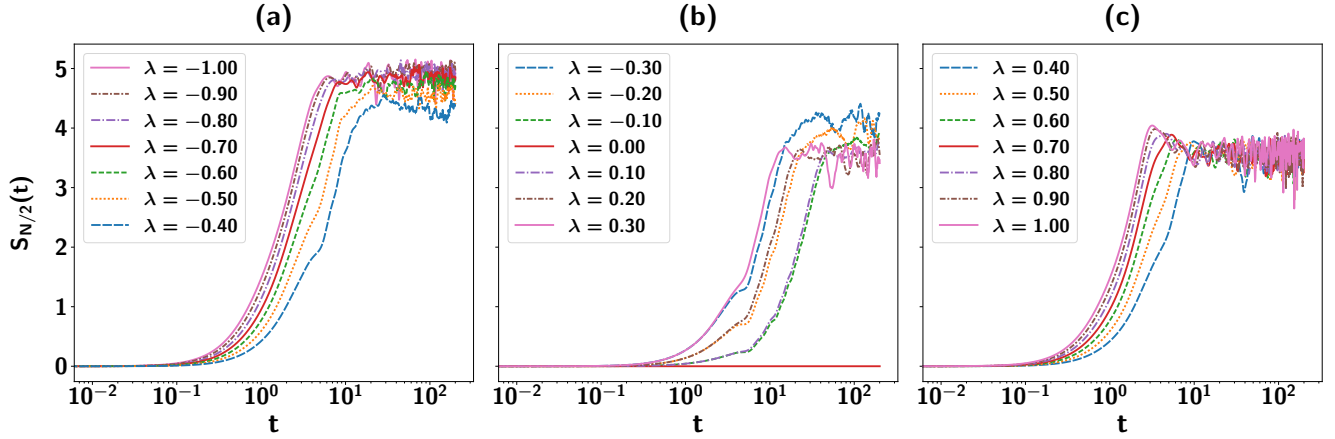 (a)
(b)
(c)
S_{N/2}(t)
5
4
3
2
1
0
λ = −1.00
λ = −0.90
λ = −0.80
λ = −0.70
λ = −0.60
λ = −0.50
λ = −0.40
10^{−2} 10^{−1} 10^{0} 10^{1} 10^{2}
t
λ = −0.30
λ = −0.20
λ = −0.10
λ = 0.00
λ = 0.10
λ = 0.20
λ = 0.30
10^{−2} 10^{−1} 10^{0} 10^{1} 10^{2}
t
λ = 0.40
λ = 0.50
λ = 0.60
λ = 0.70
λ = 0.80
λ = 0.90
λ = 1.00
10^{−2} 10^{−1} 10^{0} 10^{1} 10^{2}
t